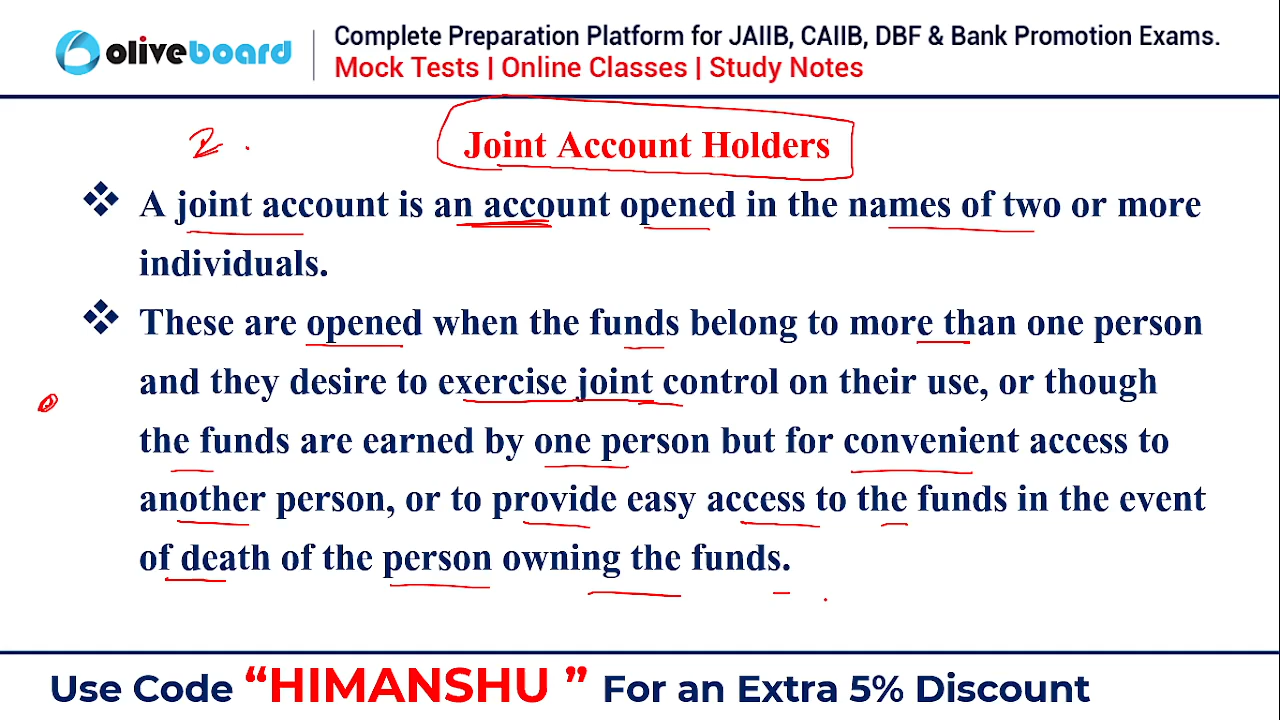 oliveboard
Complete Preparation Platform for JAIIB, CAIIB, DBF & Bank Promotion Exams.
Mock Tests | Online Classes | Study Notes
Joint Account Holders
A joint account is an account opened in the names of two or more
individuals.
These are opened when the funds belong to more than one person
and they desire to exercise joint control on their use, or though
the funds are earned by one person but for convenient access to
another person, or to provide easy access to the funds in the event
of death of the person owning the funds.
Use Code “HIMANSHU ” For an Extra 5% Discount